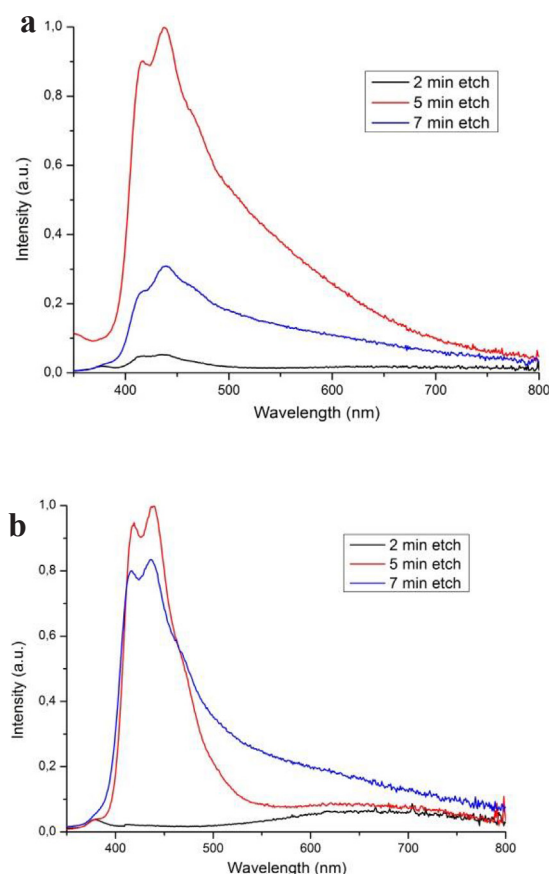 a
1,0
0,8
0,6
0,4
0,2
0,0
Intensity (a.u.)
2 min etch
5 min etch
7 min etch
400 500 600 700 800
Wavelength (nm)
b
1,0
0,8
0,6
0,4
0,2
0,0
Intensity (a.u.)
2 min etch
5 min etch
7 min etch
400 500 600 700 800
Wavelength (nm)